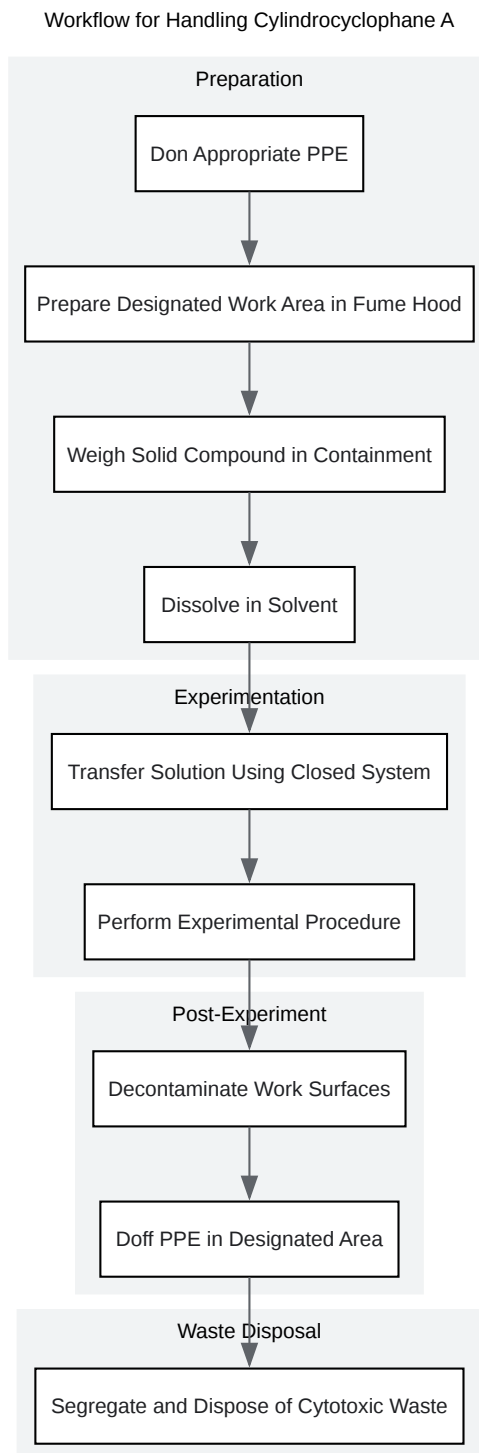 Workflow for Handling Cylindrocyclophane A
Preparation
Don Appropriate PPE
Prepare Designated Work Area in Fume Hood
Weigh Solid Compound in Containment
Dissolve in Solvent
Experimentation
Transfer Solution Using Closed System
Perform Experimental Procedure
Post-Experiment
Decontaminate Work Surfaces
Doff PPE in Designated Area
Waste Disposal
Segregate and Dispose of Cytotoxic Waste